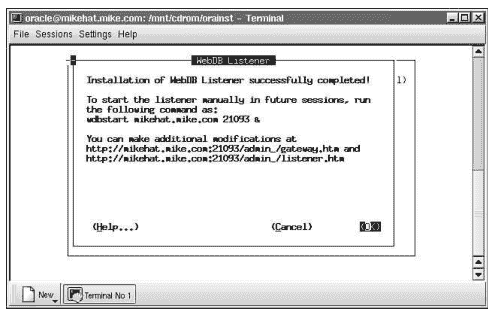 oracle@mikehat.mike.com: /mnt/cdrom/orainst - Terminal
File Sessions Settings Help
WebDB Listener
Installation of WebDB Listener successfully completed!
l)
To start the listener manually in future sessions, run
the following command as:
wdbstart mikehat.mike.com 21093 &
You can make additional modifications at
http://mikehat.mike.com:21093/admin_/gateway.htm and
http://mikehat.mike.com:21093/admin_/listener.htm
(Help...) (Cancel) (OK)
New Terminal No 1